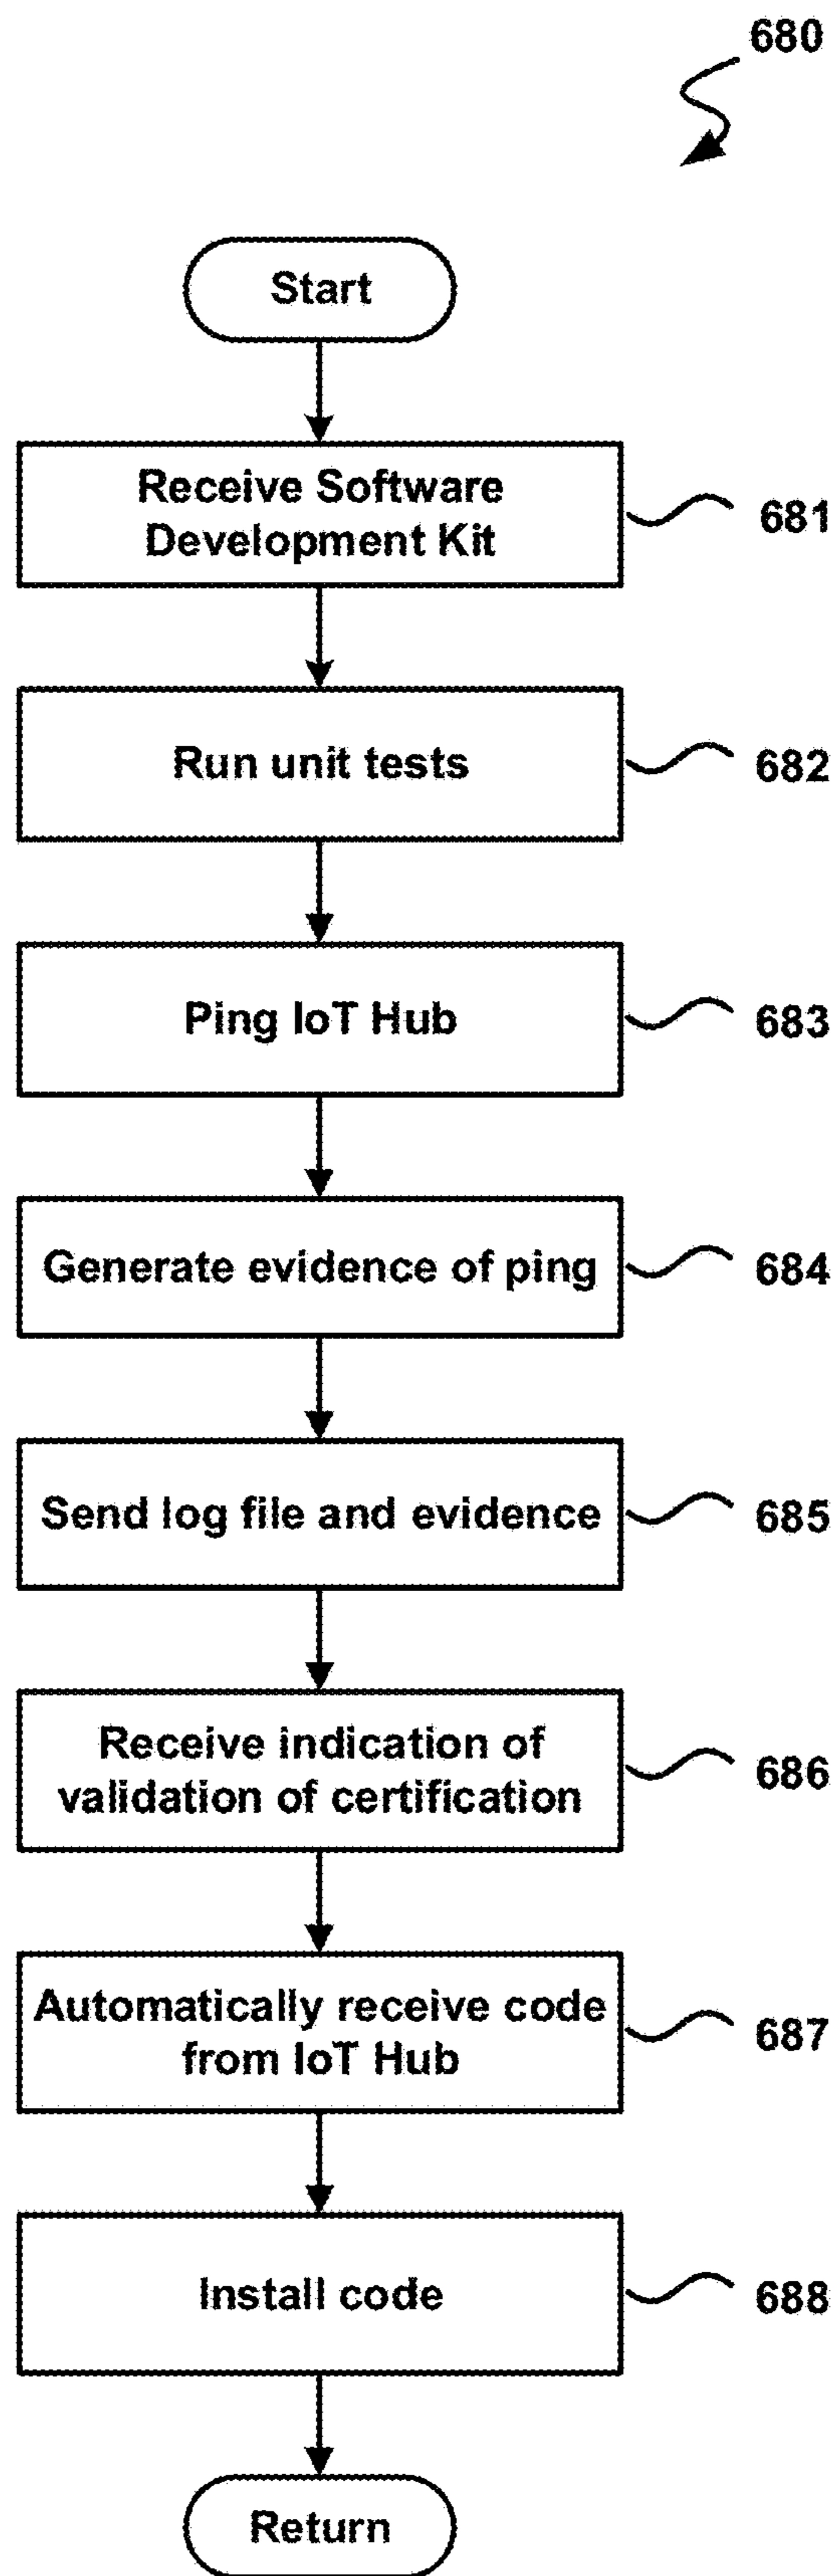 680
Start
Receive Software
Development Kit
681
Run unit tests
682
Ping IoT Hub
683
Generate evidence of ping
684
Send log file and evidence
685
Receive indication of
validation of certification
686
Automatically receive code
from IoT Hub
687
Install code
688
Return